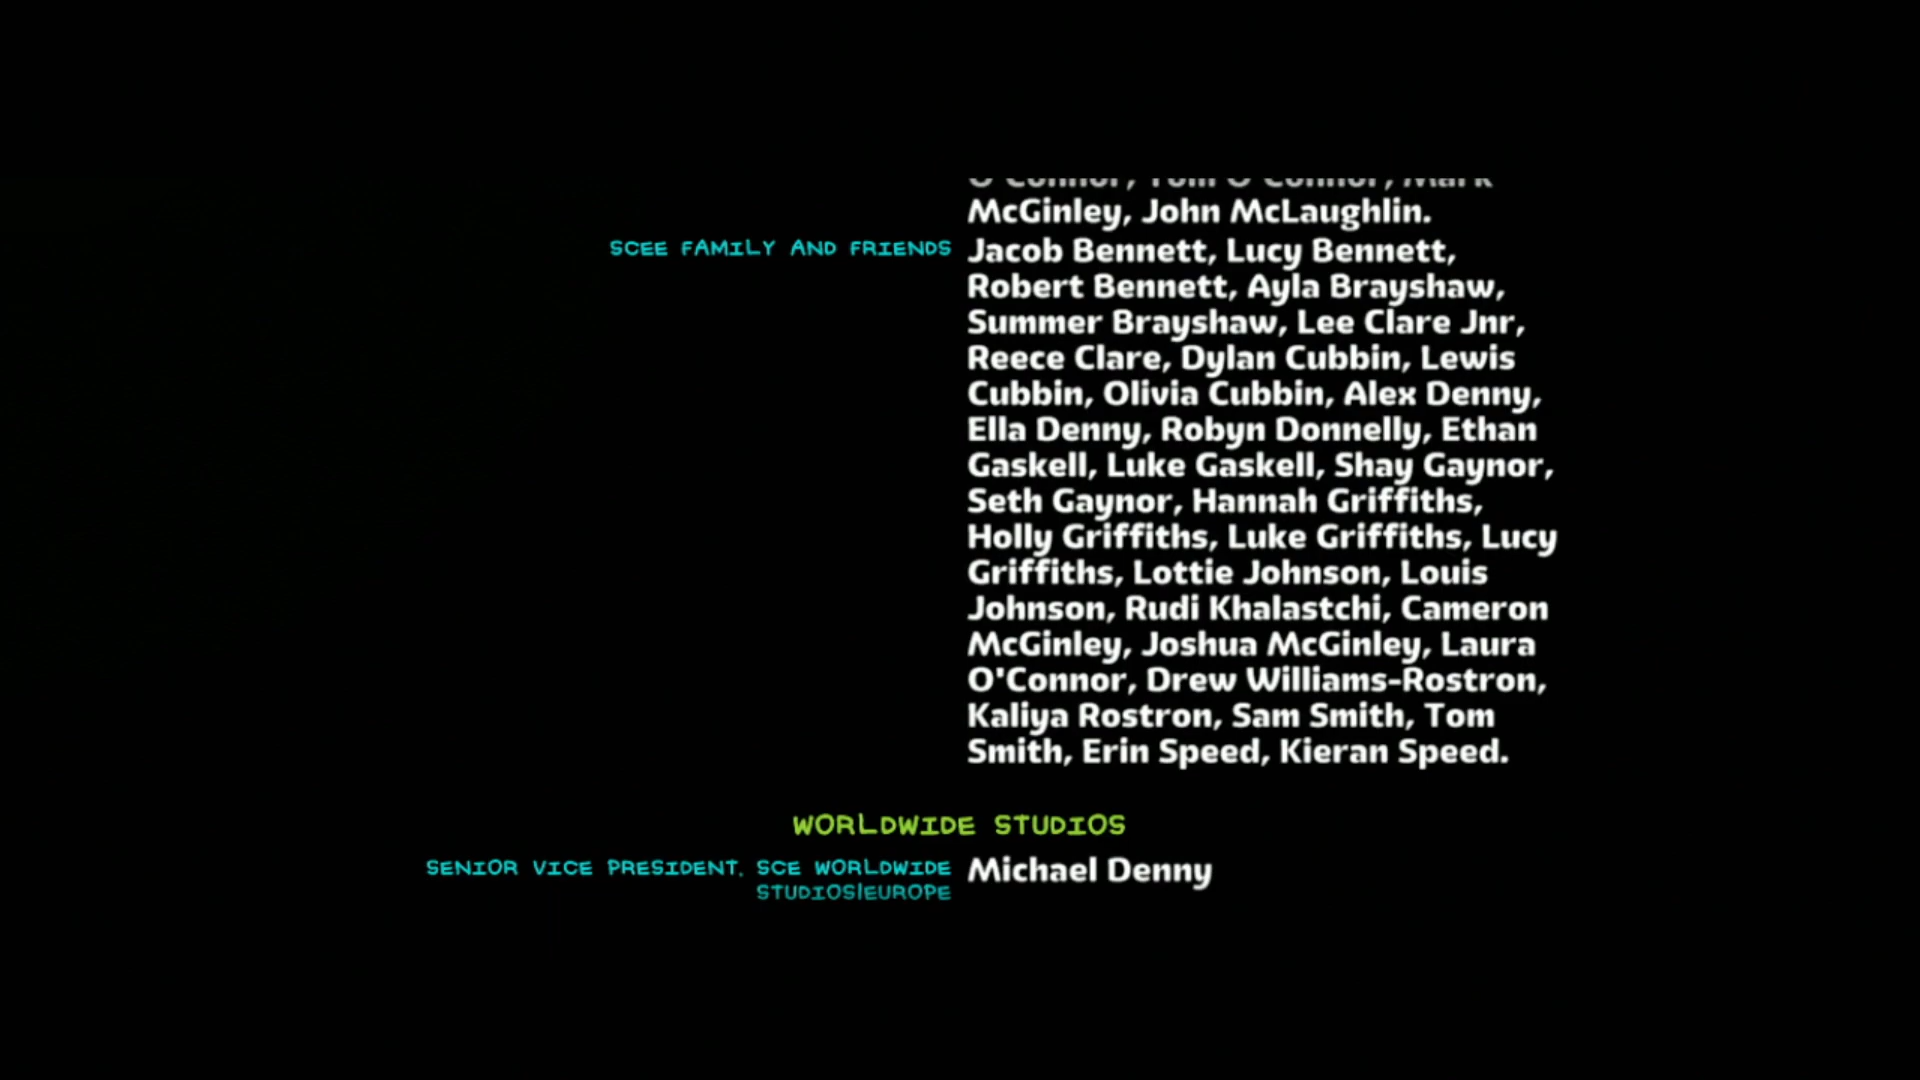 McGinley, John McLaughlin.
SCEE FAMILY AND FRIENDS Jacob Bennett, Lucy Bennett,
Robert Bennett, Ayla Brayshaw,
Summer Brayshaw, Lee Clare Jnr,
Reece Clare, Dylan Cubbin, Lewis
Cubbin, Olivia Cubbin, Alex Denny,
Ella Denny, Robyn Donnelly, Ethan
Gaskell, Luke Gaskell, Shay Gaynor,
Seth Gaynor, Hannah Griffiths,
Holly Griffiths, Luke Griffiths, Lucy
Griffiths, Lottie Johnson, Louis
Johnson, Rudi Khalastchi, Cameron
McGinley, Joshua McGinley, Laura
O'Connor, Drew Williams-Rostron,
Kaliya Rostron, Sam Smith, Tom
Smith, Erin Speed, Kieran Speed.
WORLDWIDE STUDIOS
SENIOR VICE PRESIDENT, SCE WORLDWIDE Michael Denny
STUDIOS|EUROPE